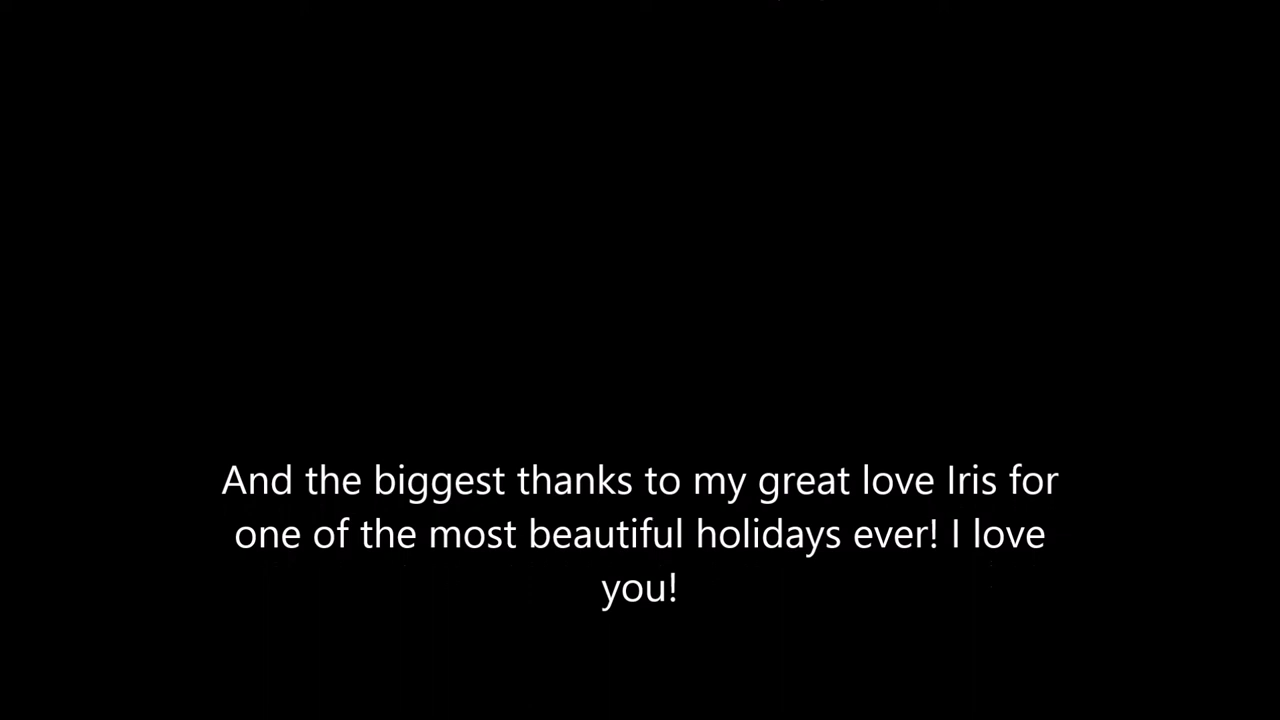 And the biggest thanks to my great love Iris for
one of the most beautiful holidays ever! I love
you!